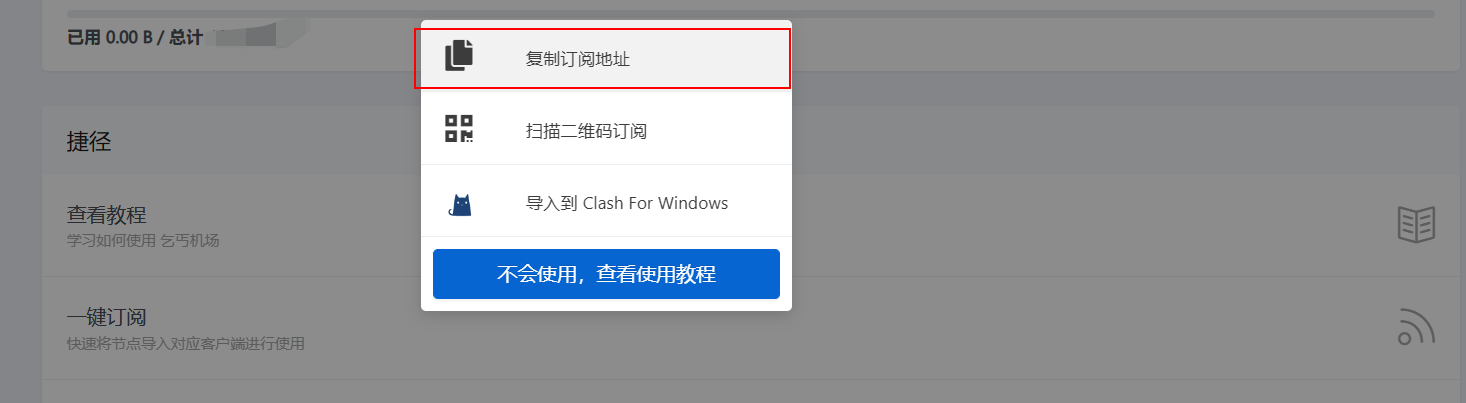 已用 0.00 B / 总计
复制订阅地址
扫描二维码订阅
导入到 Clash For Windows
不会使用，查看使用教程
捷径
查看教程
学习如何使用 乞丐机场
一键订阅
快速将节点导入对应客户端进行使用